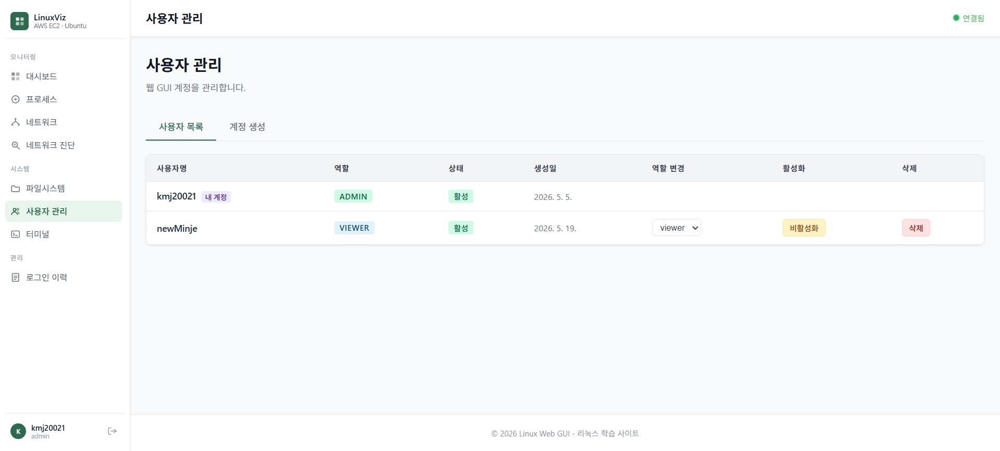 LinuxViz
AWS EC2 · Ubuntu
모니터링
대시보드
프로세스
네트워크
네트워크 진단
시스템
파일시스템
사용자 관리
터미널
관리
로그인 이력
K
kmj20021
admin
사용자 관리
연결됨
사용자 관리
웹 GUI 계정을 관리합니다.
사용자 목록 계정 생성
사용자명 역할 상태 생성일 역할 변경 활성화 삭제
kmj20021 내 계정 ADMIN 활성 2026. 5. 5.
newMinje VIEWER 활성 2026. 5. 19. viewer 비활성화 삭제
© 2026 Linux Web GUI - 리눅스 학습 사이트